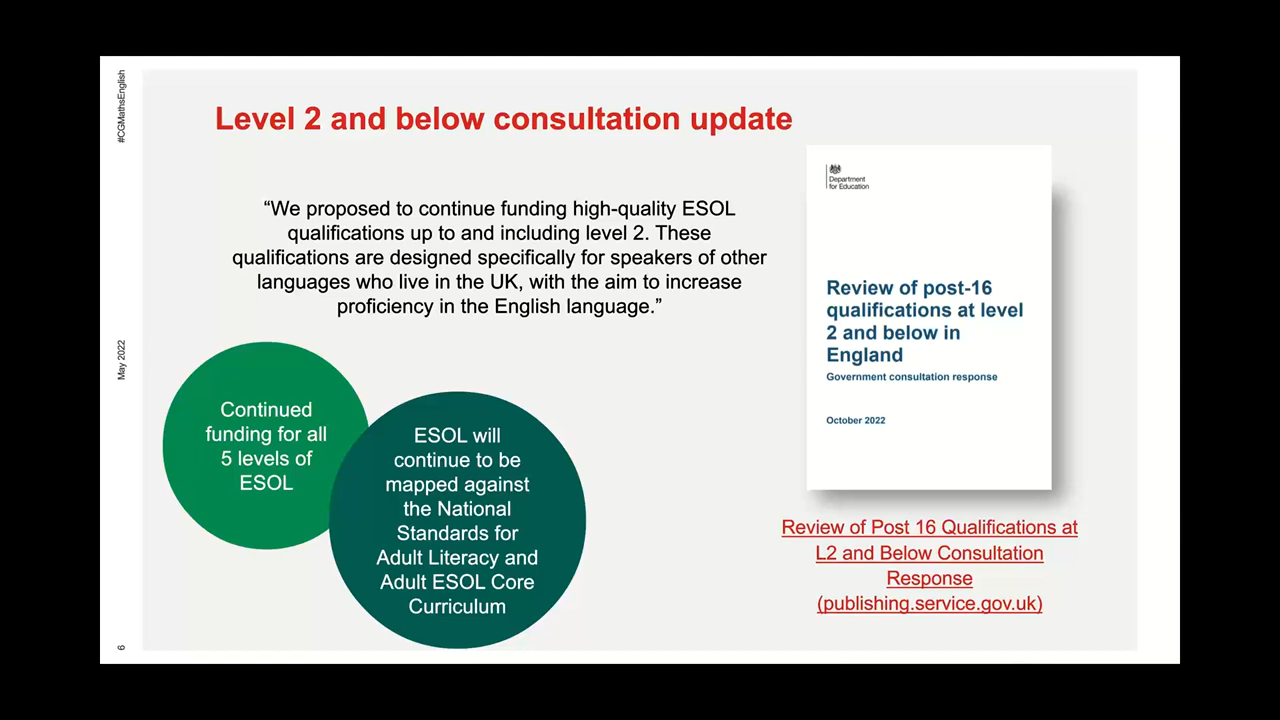 #CGMathsEnglish
May 2022
6
Level 2 and below consultation update
“We proposed to continue funding high-quality ESOL
qualifications up to and including level 2. These
qualifications are designed specifically for speakers of other
languages who live in the UK, with the aim to increase
proficiency in the English language.”
Continued
funding for all
5 levels of
ESOL
ESOL will
continue to be
mapped against
the National
Standards for
Adult Literacy and
Adult ESOL Core
Curriculum
Department
for Education
Review of post-16
qualifications at level
2 and below in
England
Government consultation response
October 2022
Review of Post 16 Qualifications at
L2 and Below Consultation
Response
(publishing.service.gov.uk)